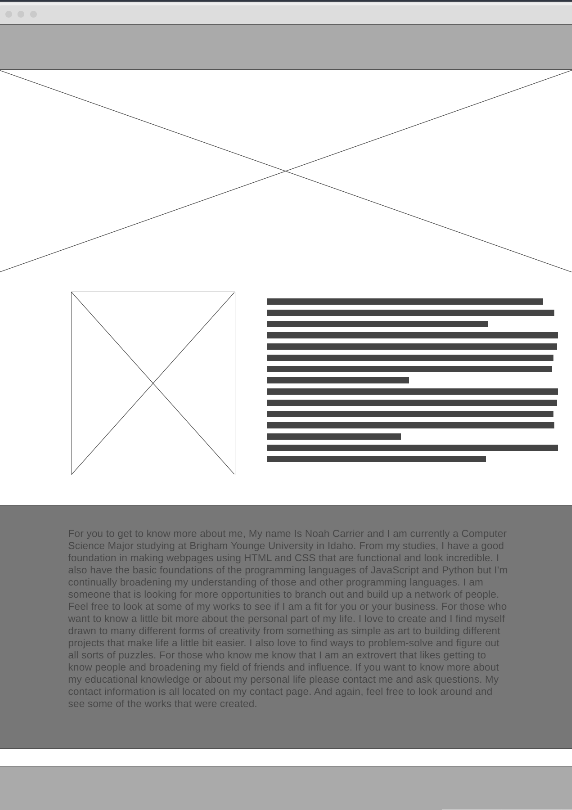 For you to get to know more about me, My name Is Noah Carrier and I am currently a Computer
Science Major studying at Brigham Younge University in Idaho. From my studies, I have a good
foundation in making webpages using HTML and CSS that are functional and look incredible. I
also have the basic foundations of the programming languages of JavaScript and Python but I'm
continually broadening my understanding of those and other programming languages. I am
someone that is looking for more opportunities to branch out and build up a network of people.
Feel free to look at some of my works to see if I am a fit for you or your business. For those who
want to know a little bit more about the personal part of my life. I love to create and I find myself
drawn to many different forms of creativity from something as simple as art to building different
projects that make life a little bit easier. I also love to find ways to problem-solve and figure out
all sorts of puzzles. For those who know me know that I am an extrovert that likes getting to
know people and broadening my field of friends and influence. If you want to know more about
my educational knowledge or about my personal life please contact me and ask questions. My
contact information is all located on my contact page. And again, feel free to look around and
see some of the works that were created.